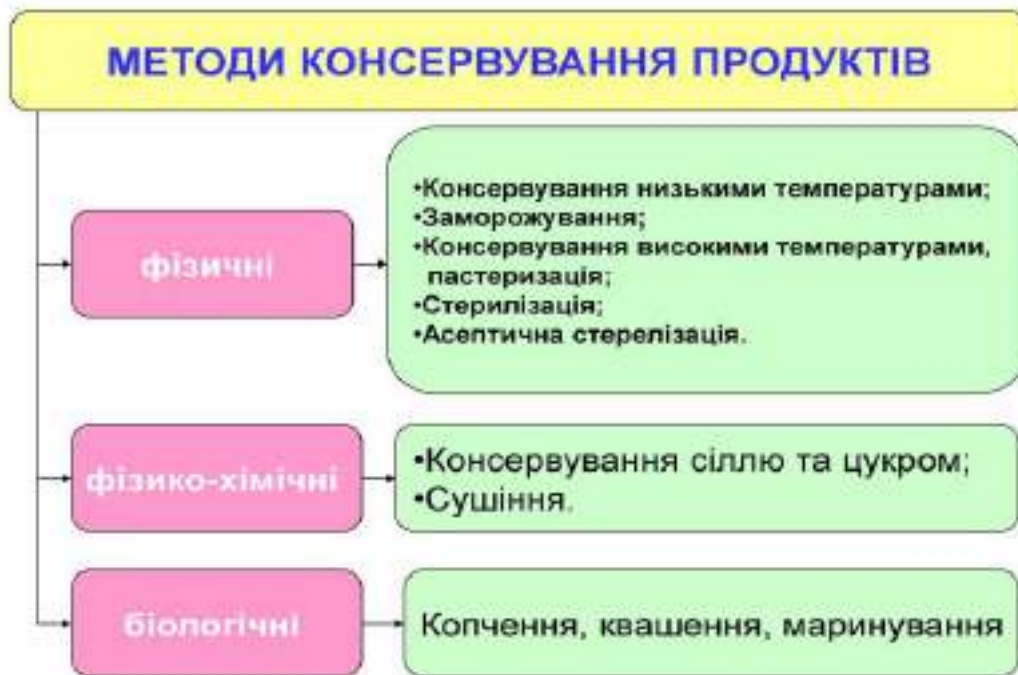 МЕТОДИ КОНСЕРВУВАННЯ ПРОДУКТІВ
фізичні
•Консервування низькими температурами;
•Заморожування;
•Консервування високими температурами,
пастеризація;
•Стерилізація;
•Асептична стерелізація.
фізико-хімічні
•Консервування сіллю та цукром;
•Сушіння.
біологічні
Копчення, квашення, маринування